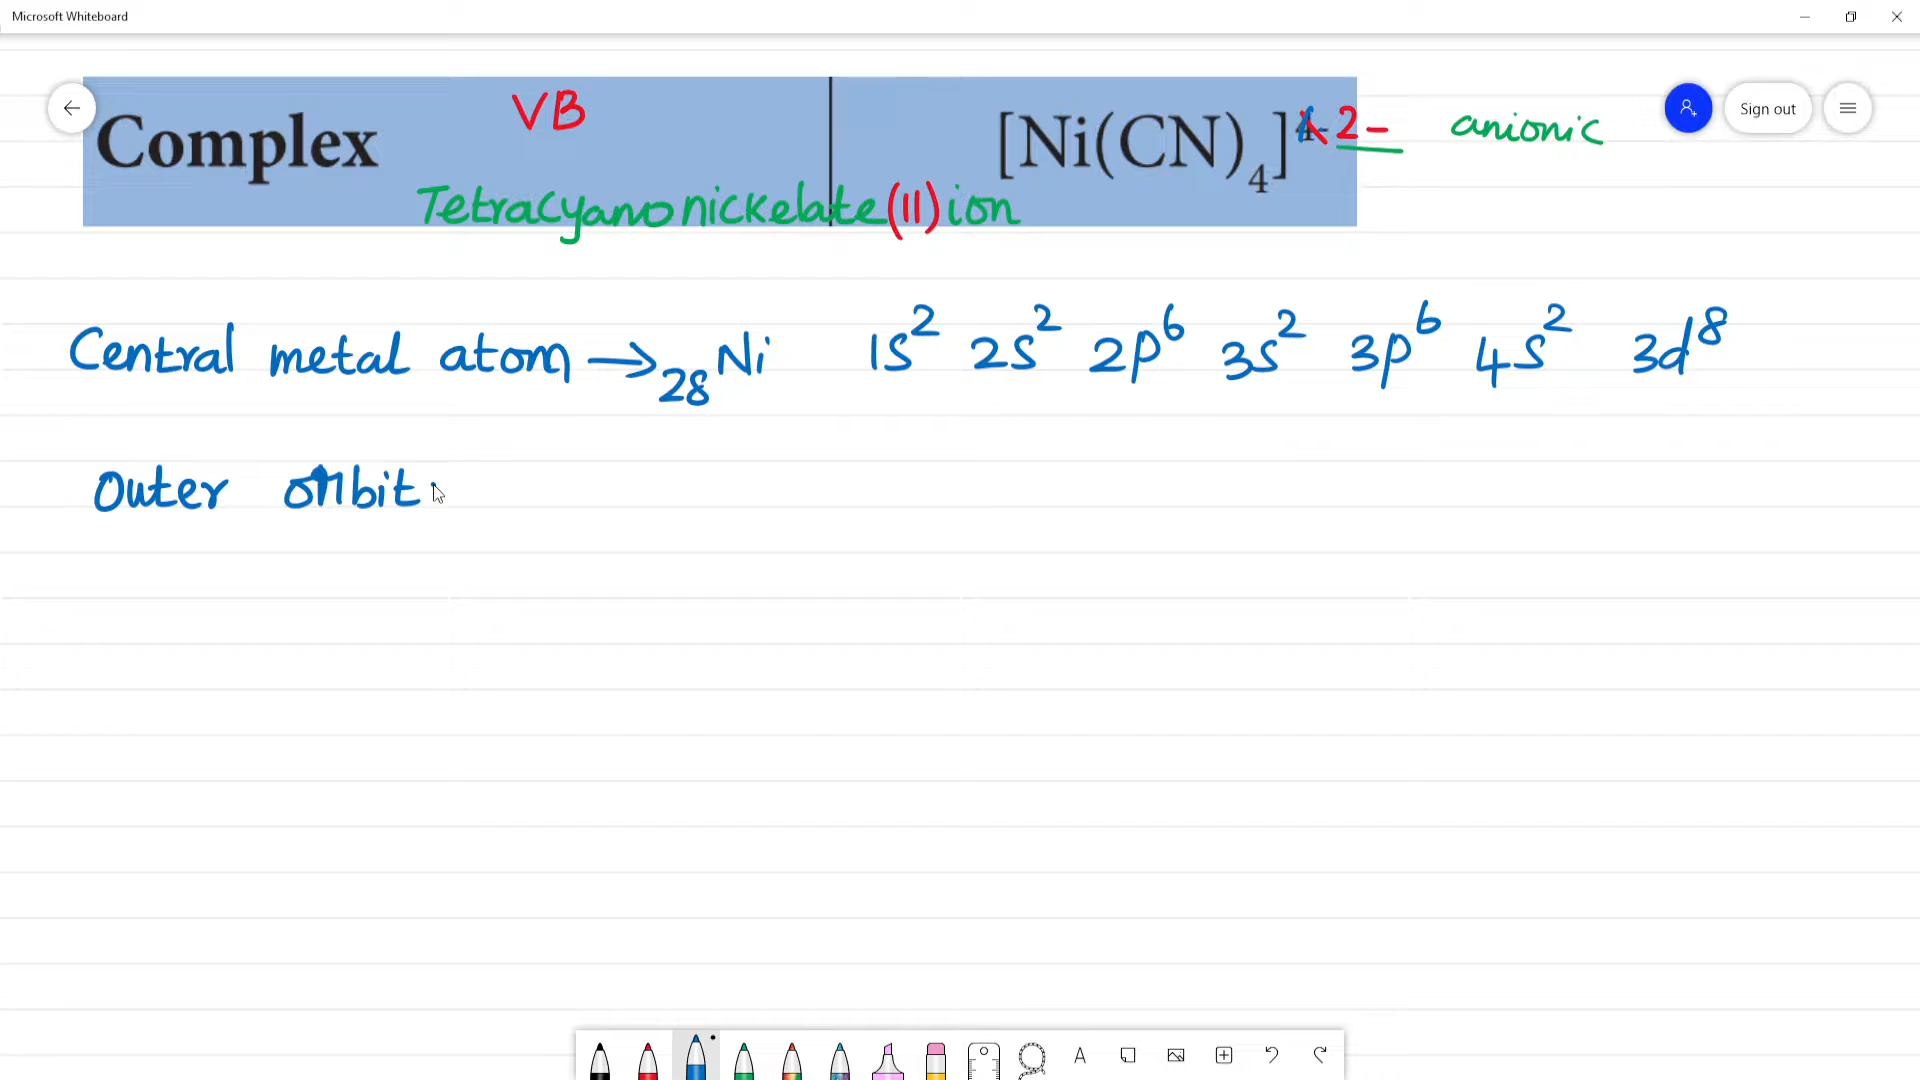 Microsoft Whiteboard
Complex VB [Ni(CN)4] 2- anionic
Sign out
Tetracyanonickelate(II)ion
Central metal atom → 28Ni 1s² 2s² 2p⁶ 3s² 3p⁶ 4s² 3d⁸
Outer orbit
A